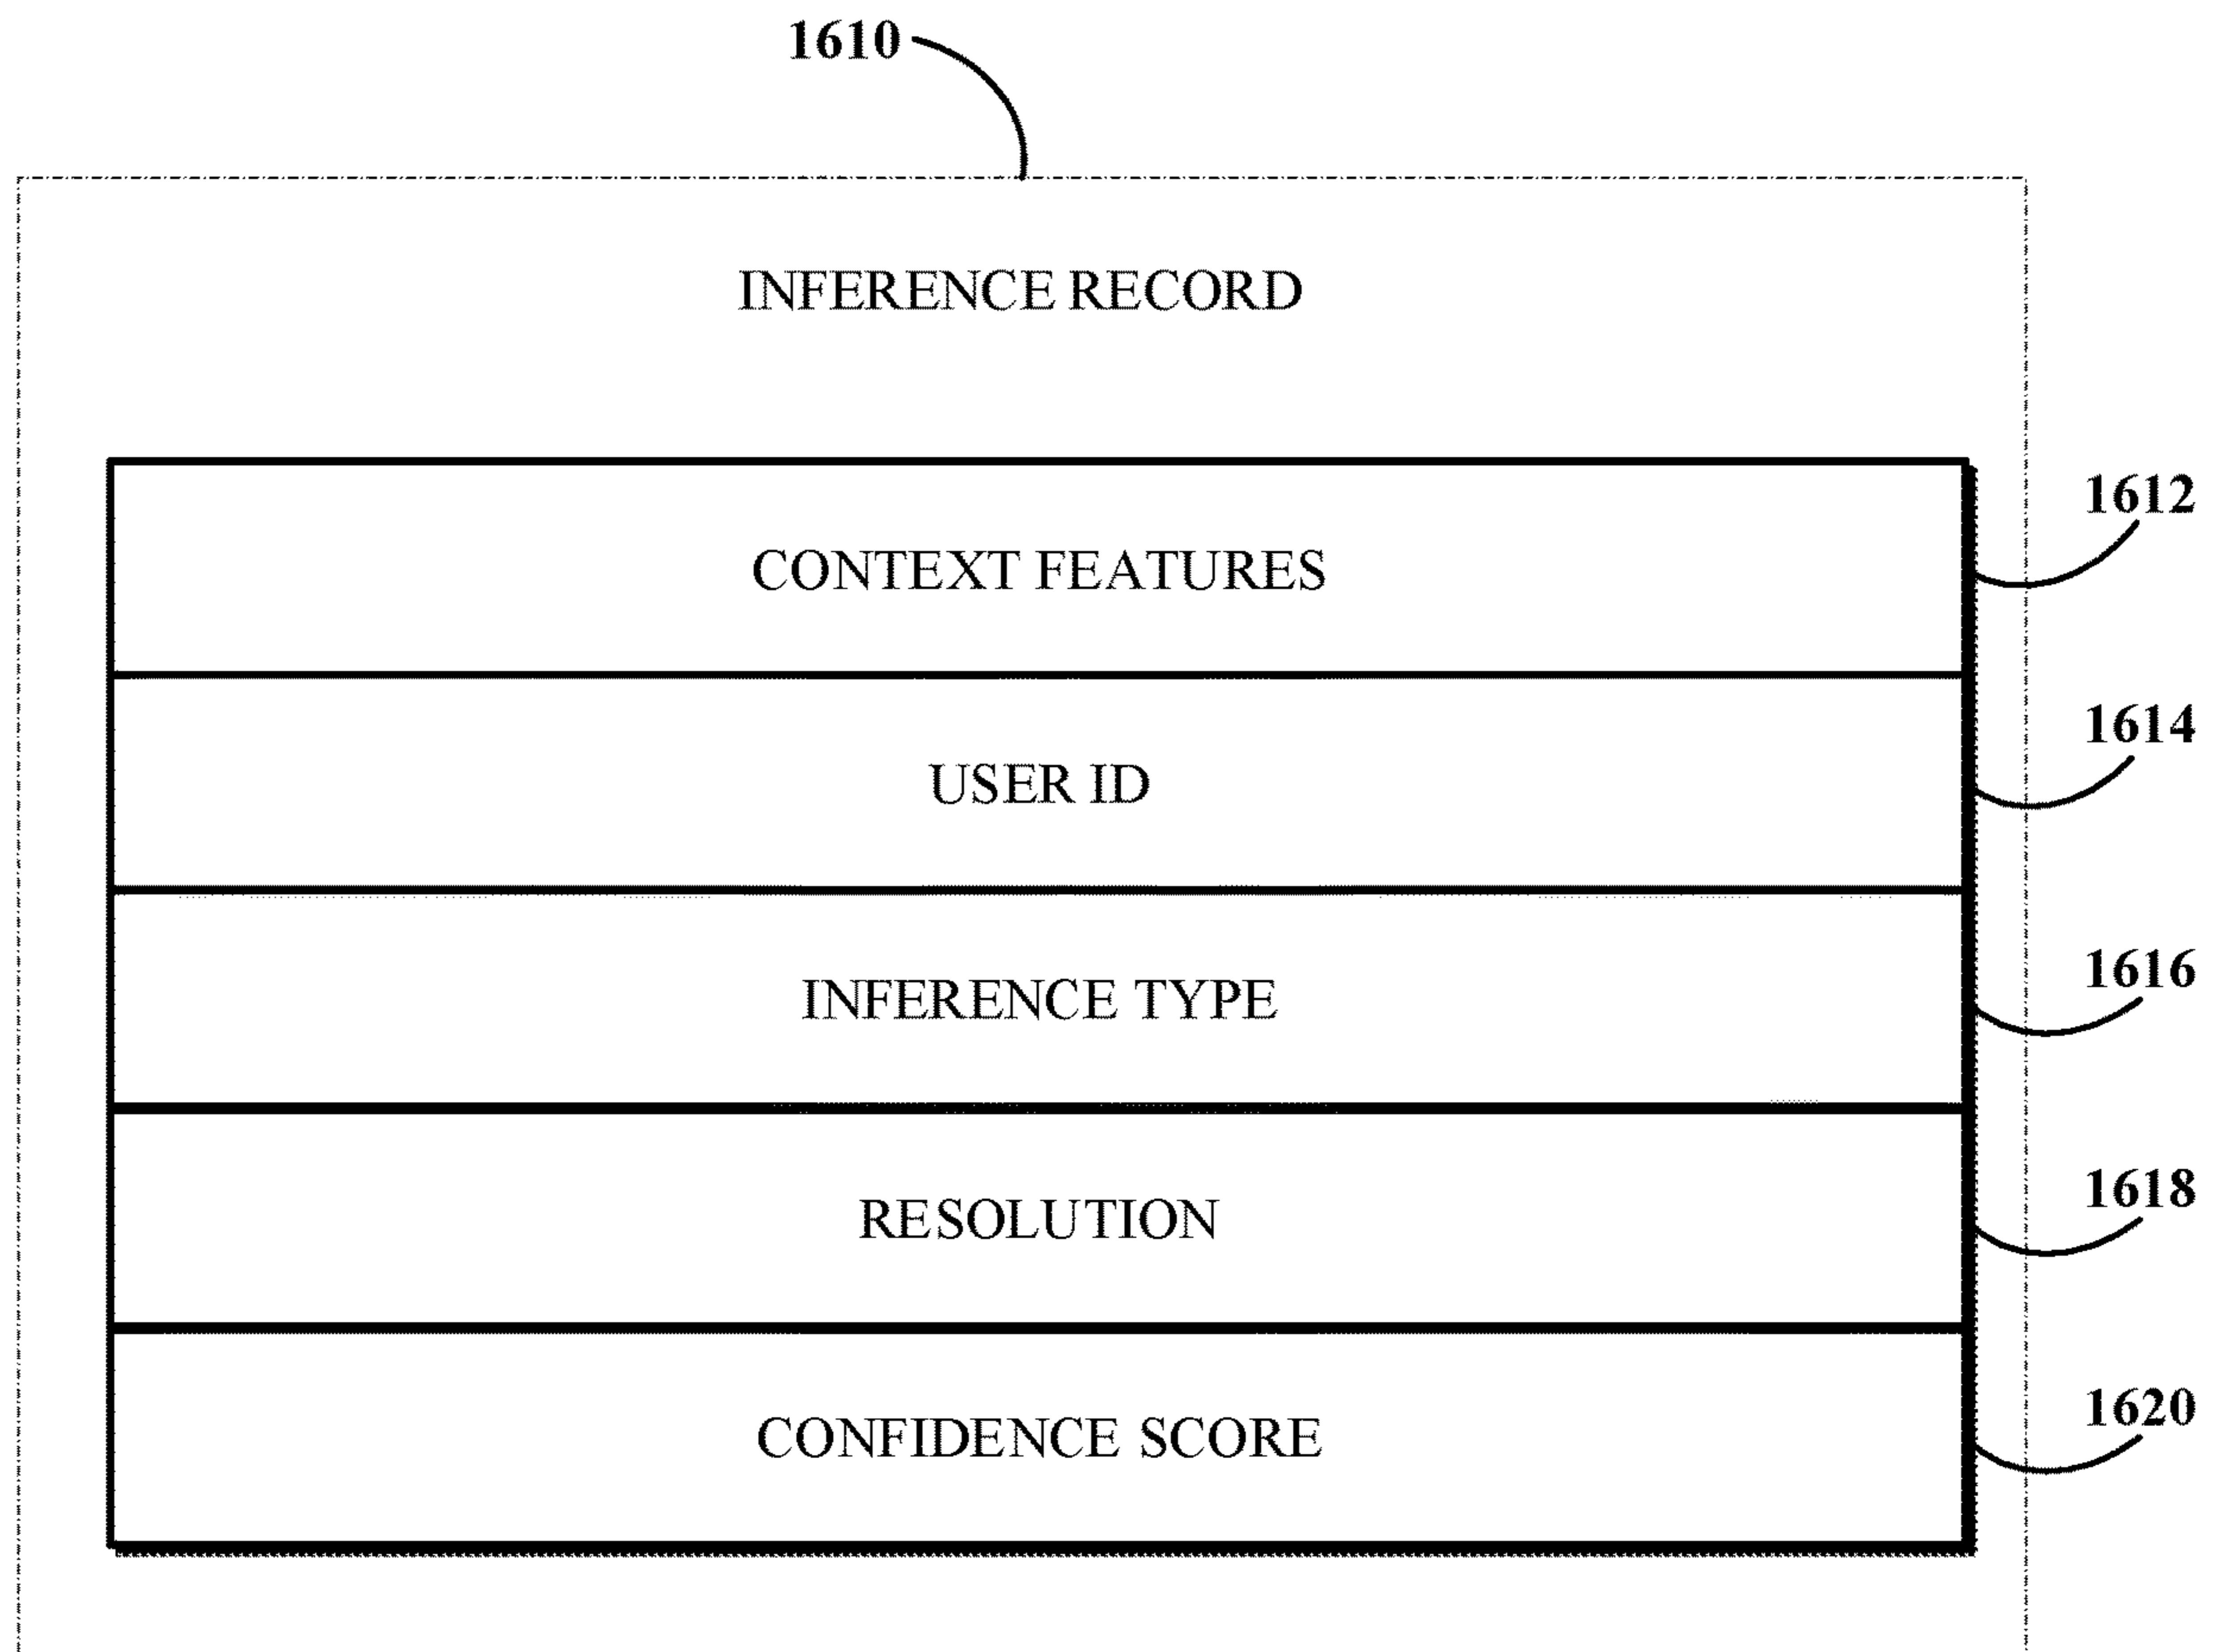 1610
INFERENCE RECORD
CONTEXT FEATURES
1612
USER ID
1614
INFERENCE TYPE
1616
RESOLUTION
1618
CONFIDENCE SCORE
1620